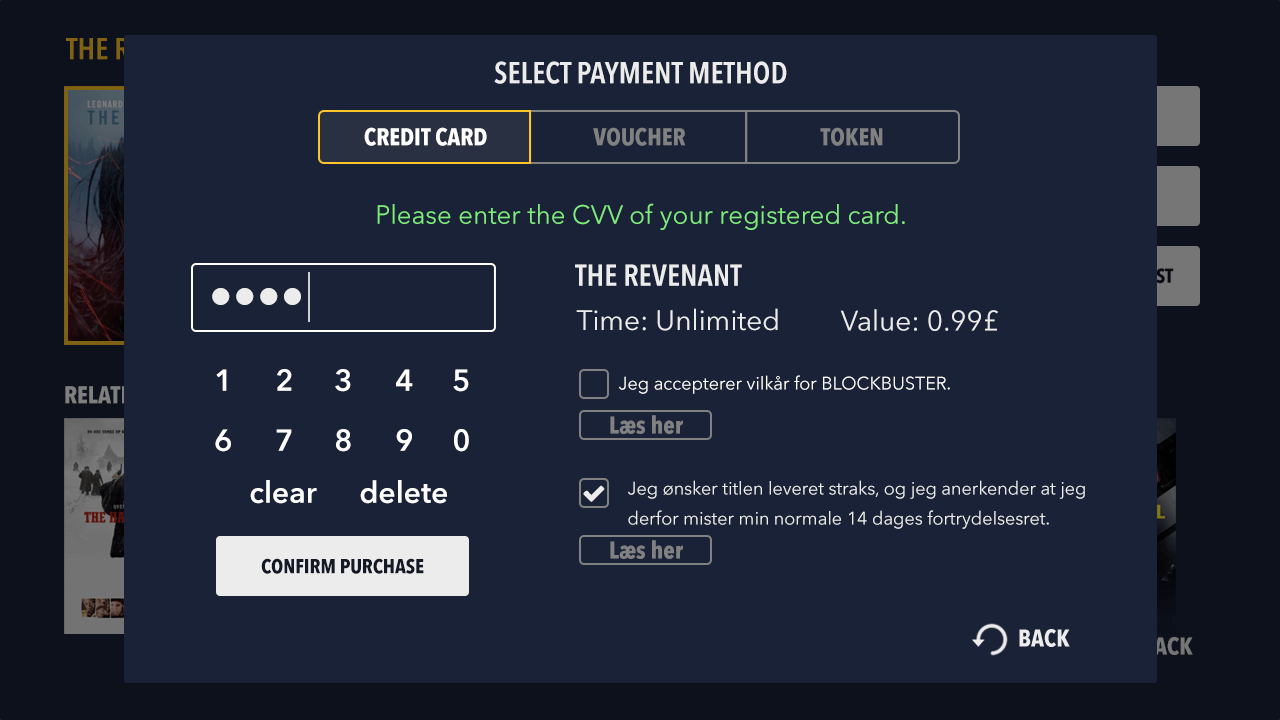 THE R
LEONARD
THE
SELECT PAYMENT METHOD
CREDIT CARD
VOUCHER
TOKEN
Please enter the CVV of your registered card.
THE REVENANT
Time: Unlimited
Value: 0.99£
ST
1 2 3 4 5
6 7 8 9 0
clear delete
CONFIRM PURCHASE
Jeg accepterer vilkår for BLOCKBUSTER.
Læs her
Jeg ønsker titlen leveret straks, og jeg anerkender at jeg
derfor mister min normale 14 dages fortrydelsesret.
Læs her
RELATI
THE HA
L
BACK
ACK